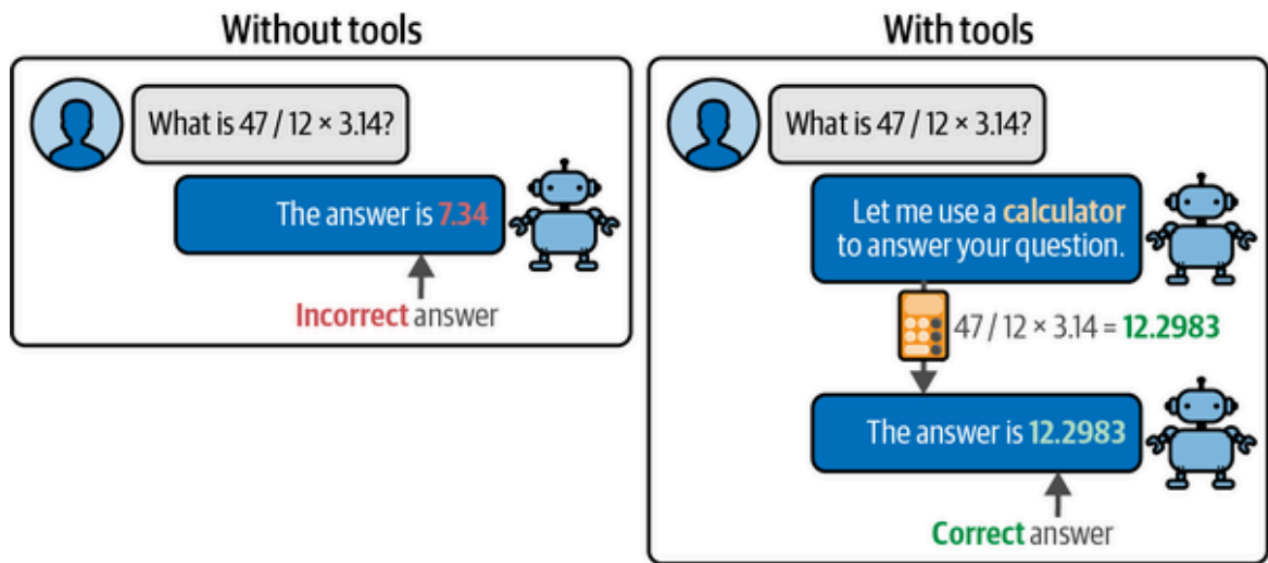 Without tools
What is 47 / 12 × 3.14?
The answer is 7.34
Incorrect answer
With tools
What is 47 / 12 × 3.14?
Let me use a calculator
to answer your question.
47 / 12 × 3.14 = 12.2983
The answer is 12.2983
Correct answer